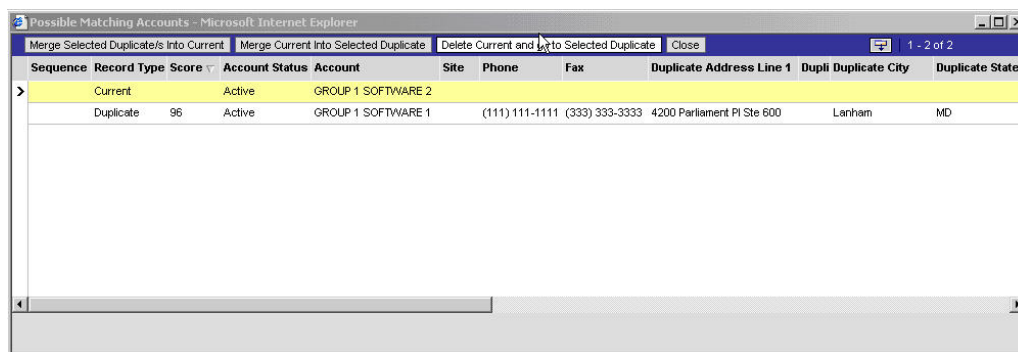 Possible Matching Accounts - Microsoft Internet Explorer
Merge Selected Duplicate/s Into Current Merge Current Into Selected Duplicate Delete Current and to Selected Duplicate Close 1 - 2 of 2
Sequence Record Type Score Account Status Account Site Phone Fax Duplicate Address Line 1 Dupli Duplicate City Duplicate State
Current Active GROUP 1 SOFTWARE 2
Duplicate 96 Active GROUP 1 SOFTWARE 1 (111) 111-1111 (333) 333-3333 4200 Parliament Pl Ste 600 Lanham MD